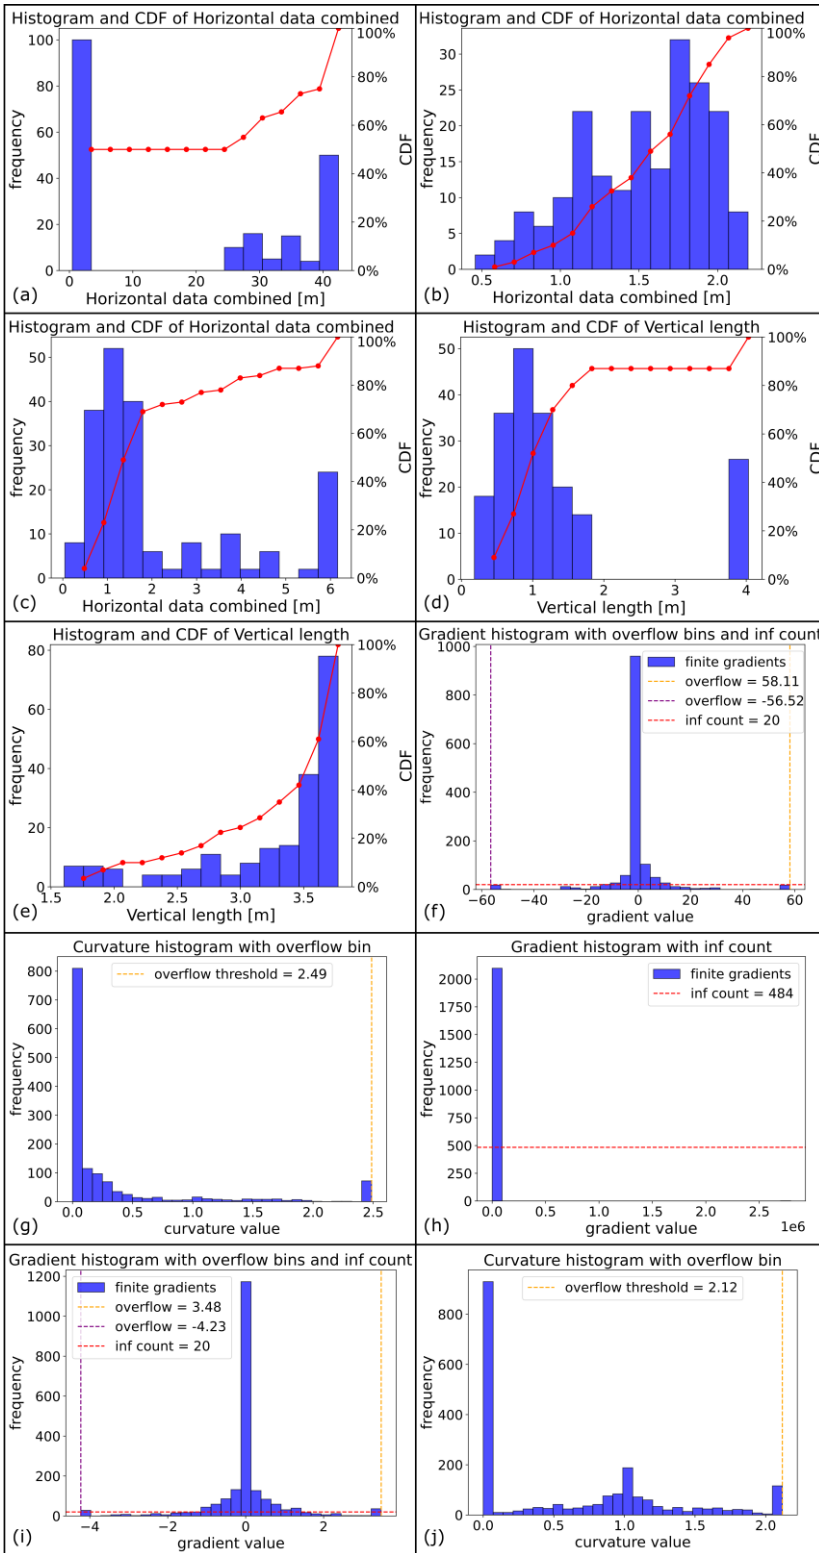 Histogram and CDF of Horizontal data combined
100
80
60
40
20
0
frequency
100%
80%
60%
40%
20%
0%
CDF
0 10 20 30 40
(a) Horizontal data combined [m]
Histogram and CDF of Horizontal data combined
30
25
20
15
10
5
0
frequency
100%
80%
60%
40%
20%
0%
CDF
0.5 1.0 1.5 2.0
(b) Horizontal data combined [m]
Histogram and CDF of Horizontal data combined
50
40
30
20
10
0
frequency
100%
80%
60%
40%
20%
0%
CDF
0 1 2 3 4 5 6
(c) Horizontal data combined [m]
Histogram and CDF of Vertical length
50
40
30
20
10
0
frequency
100%
80%
60%
40%
20%
0%
CDF
0 1 2 3 4
(d) Vertical length [m]
Histogram and CDF of Vertical length
80
60
40
20
0
frequency
100%
80%
60%
40%
20%
0%
CDF
1.5 2.0 2.5 3.0 3.5
(e) Vertical length [m]
Gradient histogram with overflow bins and inf count
finite gradients
overflow = 58.11
overflow = -56.52
inf count = 20
1000
800
600
400
200
0
frequency
−60 −40 −20 0 20 40 60
(f) gradient value
Curvature histogram with overflow bin
overflow threshold = 2.49
800
700
600
500
400
300
200
100
0
frequency
0.0 0.5 1.0 1.5 2.0 2.5
(g) curvature value
Gradient histogram with inf count
finite gradients
inf count = 484
2000
1750
1500
1250
1000
750
500
250
0
frequency
0.0 0.5 1.0 1.5 2.0 2.5
1e6
(h) gradient value
Gradient histogram with overflow bins and inf count
finite gradients
overflow = 3.48
overflow = -4.23
inf count = 20
1200
1000
800
600
400
200
0
frequency
−4 −2 0 2
(i) gradient value
Curvature histogram with overflow bin
overflow threshold = 2.12
800
600
400
200
0
frequency
0.0 0.5 1.0 1.5 2.0
(j) curvature value